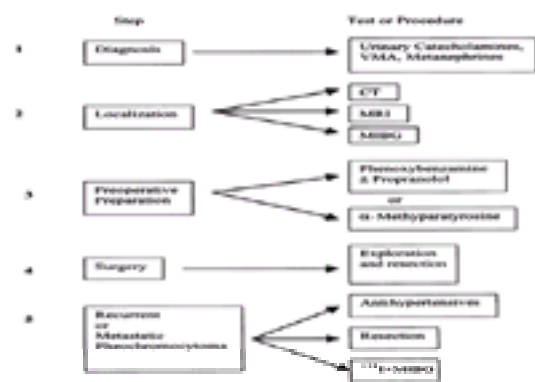 Step Test or Procedure
1 Diagnosis Urinary Catecholamines,
VMA, Metanephrines
2 Localization CT
MRI
MIBG
3 Preoperative
Preparation Phenoxybenzamine
± Propranolol
or
α-Methyparatyrosine
4 Surgery Exploration
and resection
5 Recurrent
or
Metastatic
Pheochromocytoma Antihypertensives
Resection
I-MIBG